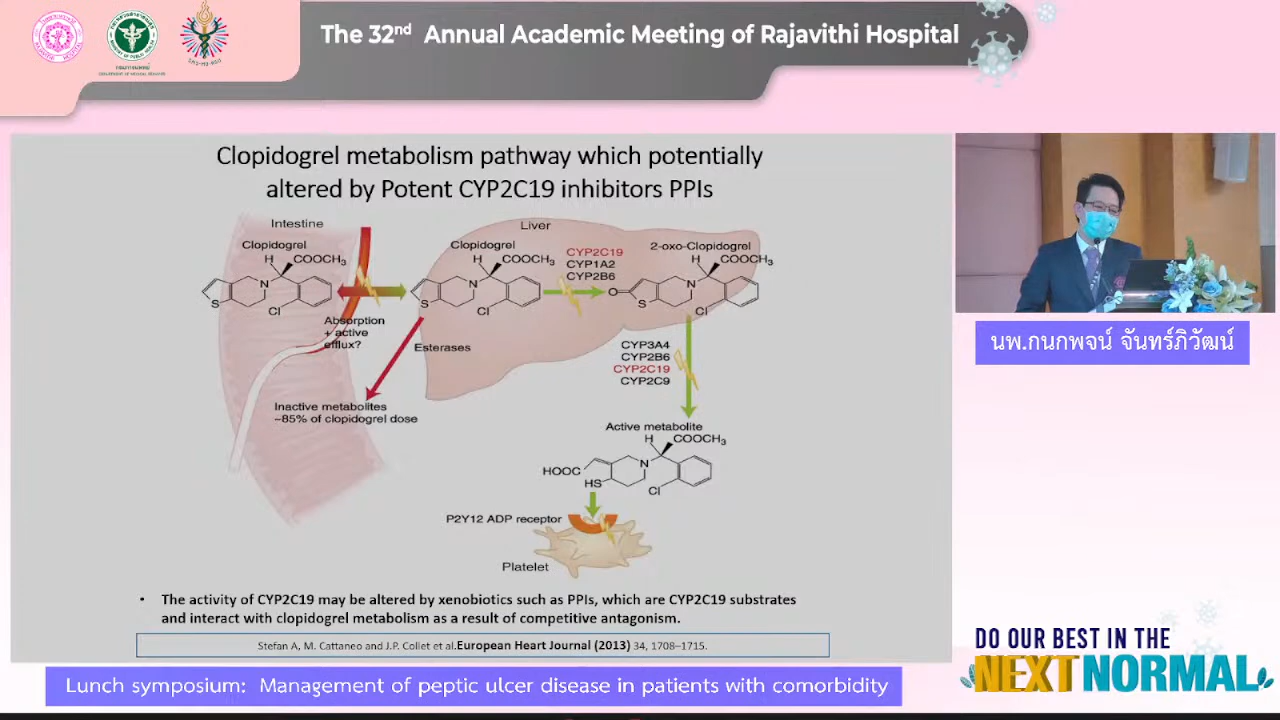 The 32nd Annual Academic Meeting of Rajavithi Hospital
Clopidogrel metabolism pathway which potentially
altered by Potent CYP2C19 inhibitors PPIs
Intestine
Liver
Clopidogrel
H
COOCH3
N
S
Cl
Clopidogrel
H
COOCH3
N
S
Cl
CYP2C19
CYP1A2
CYP2B6
2-oxo-Clopidogrel
H
COOCH3
N
O
S
Cl
Absorption
+ active
efflux?
Esterases
CYP3A4
CYP2B6
CYP2C19
CYP2C9
Inactive metabolites
~85% of clopidogrel dose
Active metabolite
H
COOCH3
N
HOOC
HS
Cl
P2Y12 ADP receptor
Platelet
• The activity of CYP2C19 may be altered by xenobiotics such as PPIs, which are CYP2C19 substrates
and interact with clopidogrel metabolism as a result of competitive antagonism.
Stefan A, M. Cattaneo and J.P. Collet et al.European Heart Journal (2013) 34, 1708–1715.
นพ.กนกพจน์ จันทร์ภิวัฒน์
DO OUR BEST IN THE
NEXT NORMAL
Lunch symposium: Management of peptic ulcer disease in patients with comorbidity